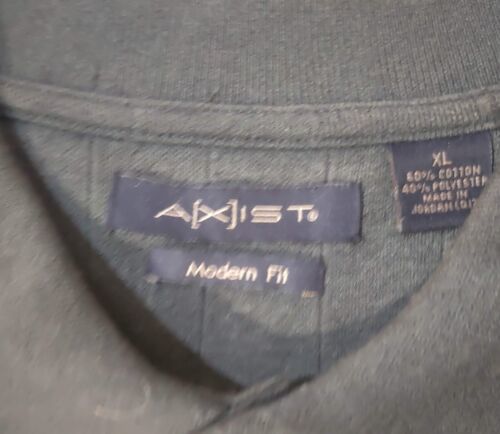 A[X]IST
Modern Fit
XL
60% COTTON
40% POLYESTER
MADE IN
JORDAN